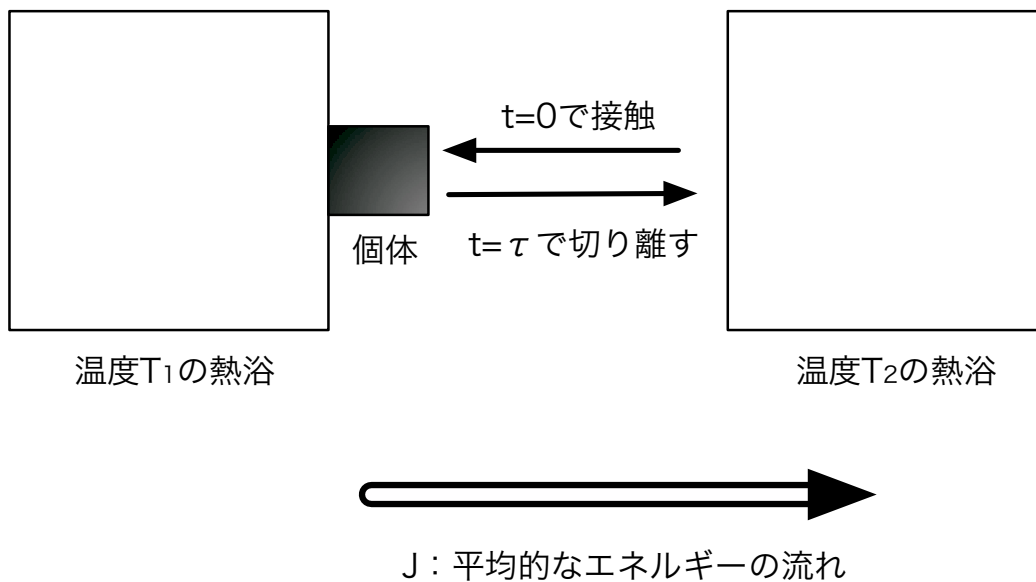 t=0で接触
個体
t=τで切り離す
温度T1の熱浴
温度T2の熱浴
J：平均的なエネルギーの流れ